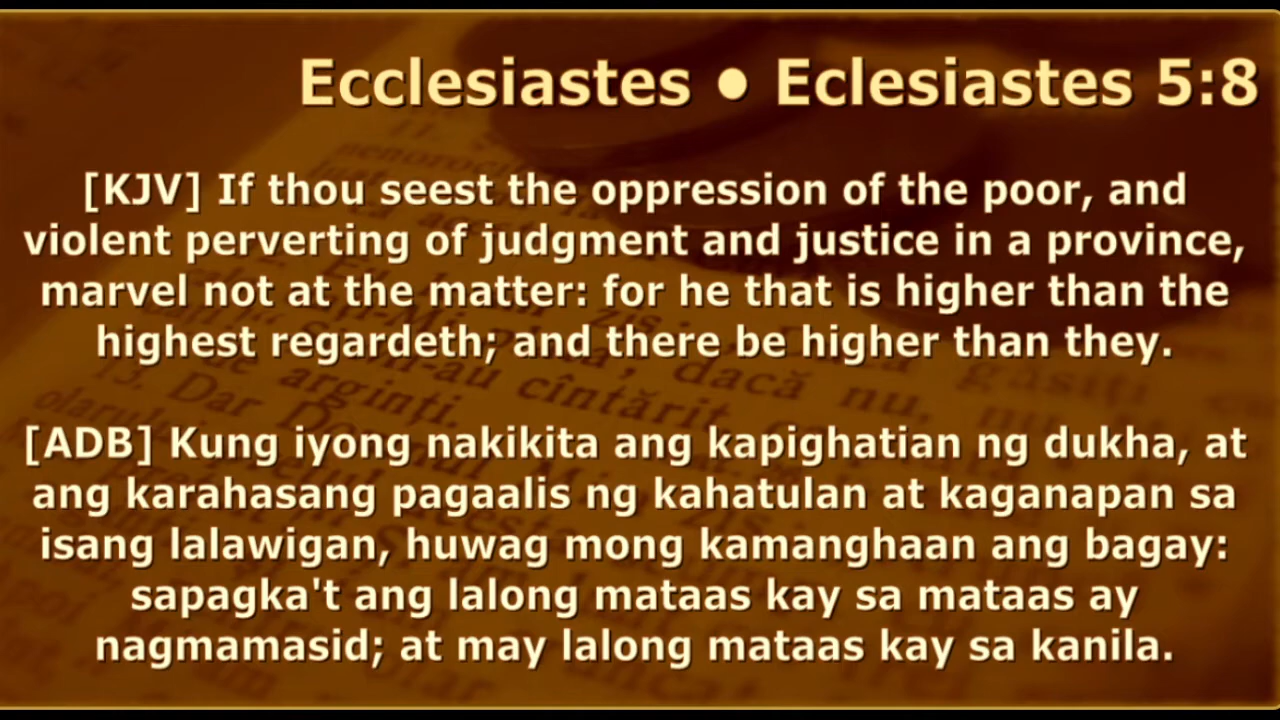 Ecclesiastes • Eclesiastes 5:8
[KJV] If thou seest the oppression of the poor, and
violent perverting of judgment and justice in a province,
marvel not at the matter: for he that is higher than the
highest regardeth; and there be higher than they.
[ADB] Kung iyong nakikita ang kapighatian ng dukha, at
ang karahasang pagaalis ng kahatulan at kaganapan sa
isang lalawigan, huwag mong kamanghaan ang bagay:
sapagka't ang lalong mataas kay sa mataas ay
nagmamasid; at may lalong mataas kay sa kanila.